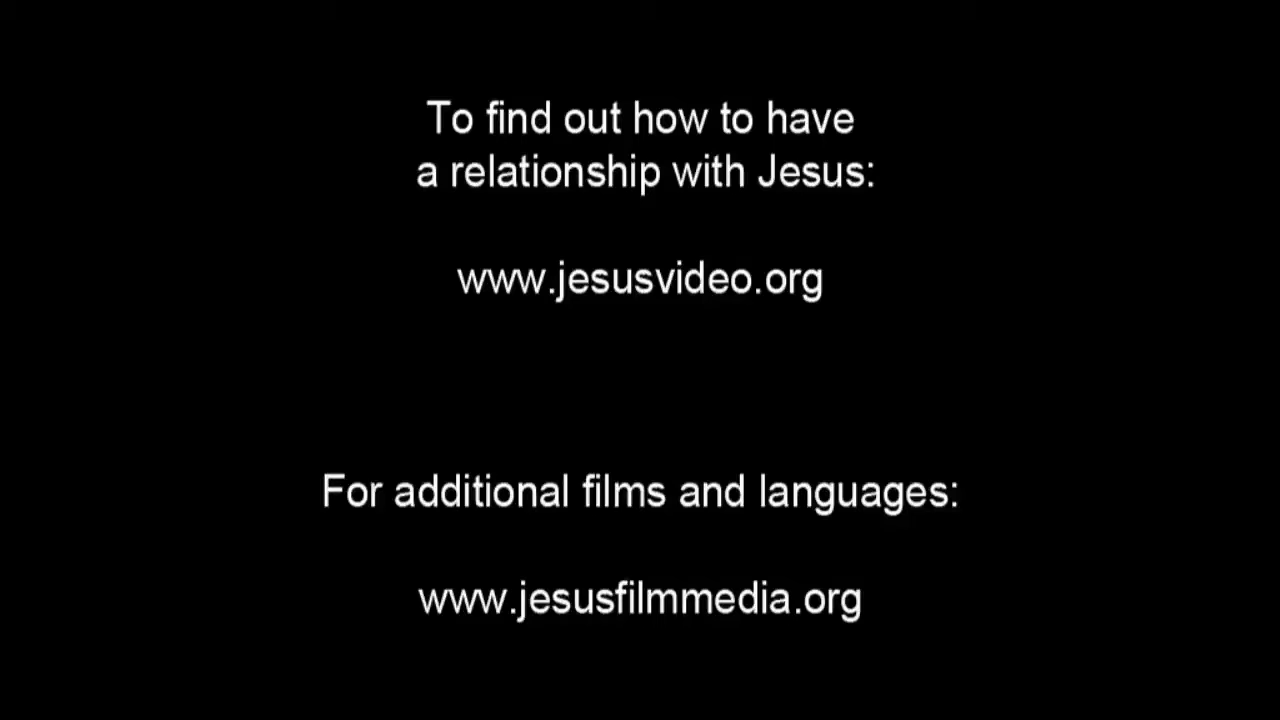 To find out how to have
a relationship with Jesus:
www.jesusvideo.org
For additional films and languages:
www.jesusfilmmedia.org